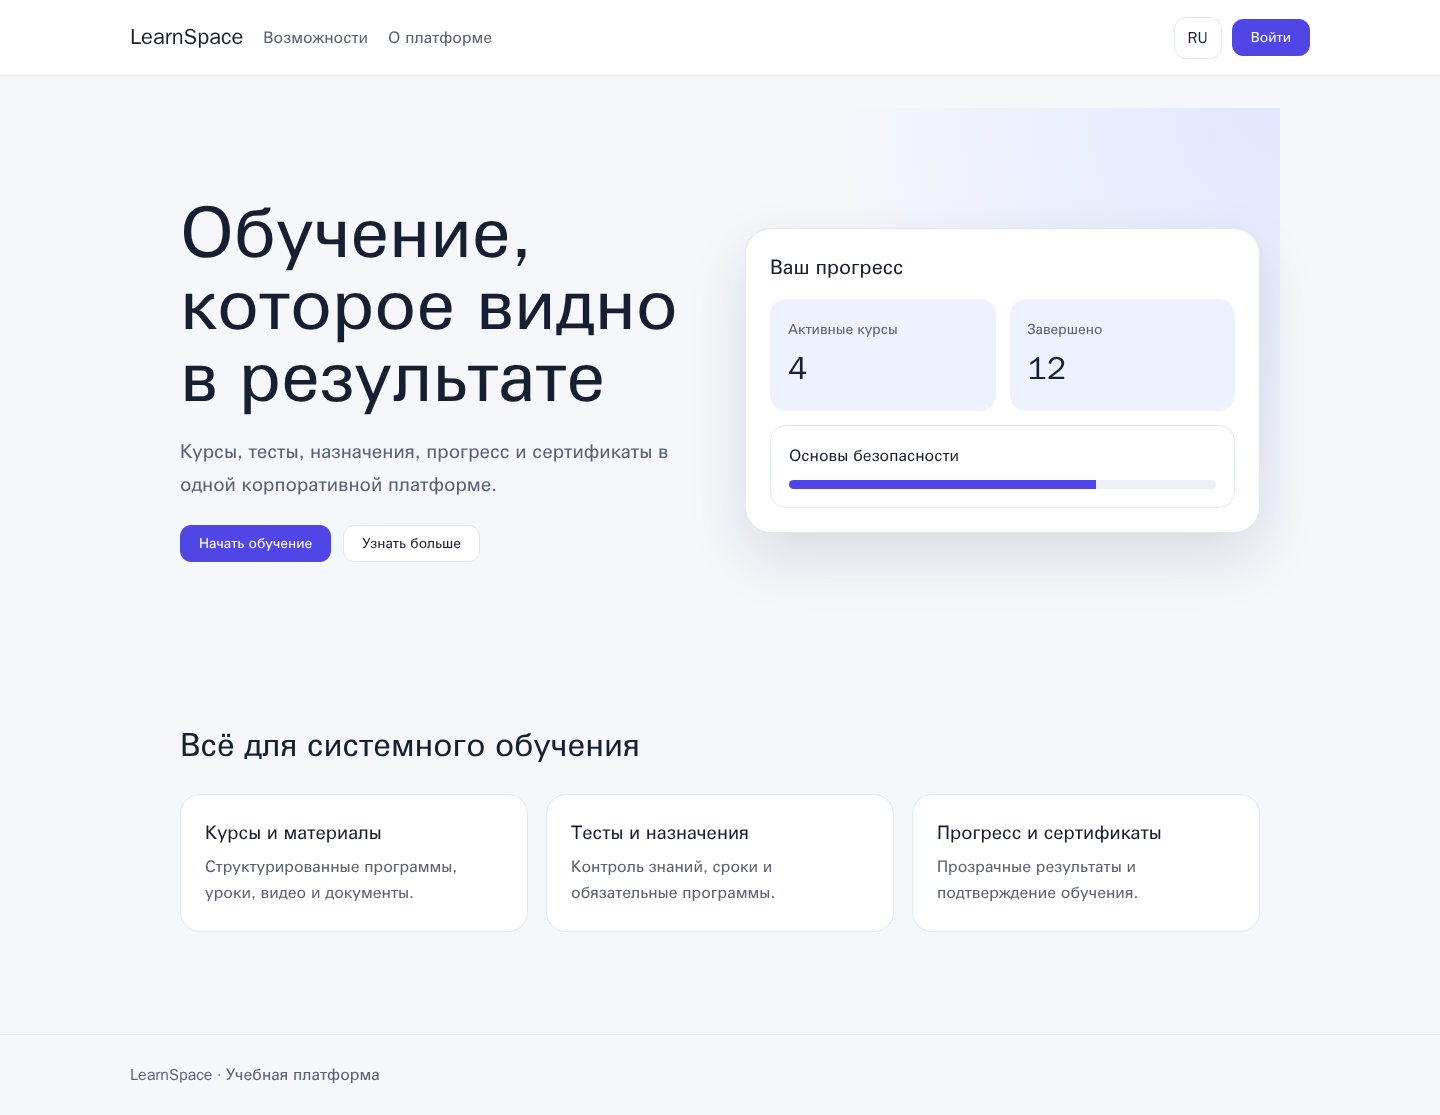 LearnSpace
Возможности
О платформе
RU
Войти
Обучение,
которое видно
в результате
Курсы, тесты, назначения, прогресс и сертификаты в
одной корпоративной платформе.
Начать обучение
Узнать больше
Ваш прогресс
Активные курсы
4
Завершено
12
Основы безопасности
Всё для системного обучения
Курсы и материалы
Структурированные программы,
уроки, видео и документы.
Тесты и назначения
Контроль знаний, сроки и
обязательные программы.
Прогресс и сертификаты
Прозрачные результаты и
подтверждение обучения.
LearnSpace · Учебная платформа